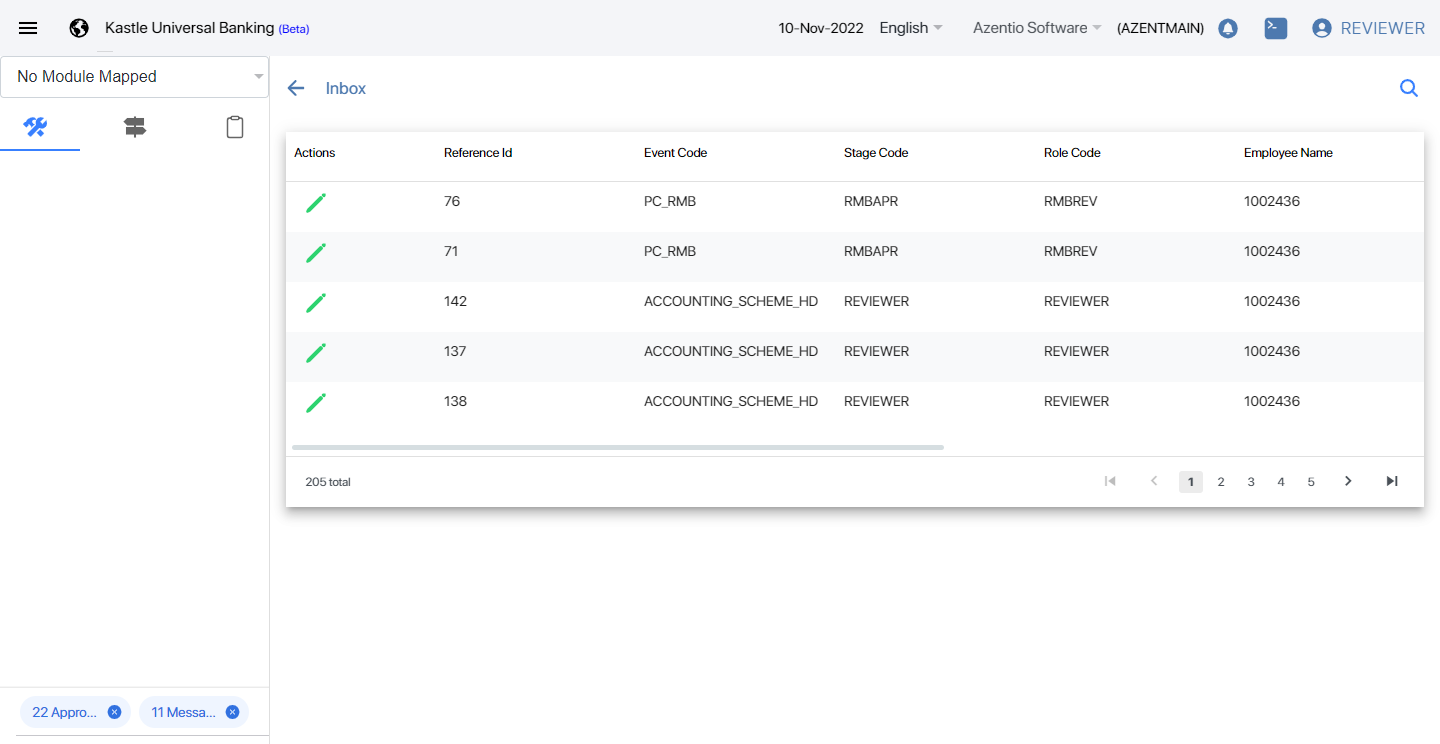 Kastle Universal Banking (Beta) 10-Nov-2022 English Azentio Software (AZENTMAIN) REVIEWER
No Module Mapped
Inbox
Actions Reference Id Event Code Stage Code Role Code Employee Name
76 PC_RMB RMBAPR RMBREV 1002436
71 PC_RMB RMBAPR RMBREV 1002436
142 ACCOUNTING_SCHEME_HD REVIEWER REVIEWER 1002436
137 ACCOUNTING_SCHEME_HD REVIEWER REVIEWER 1002436
138 ACCOUNTING_SCHEME_HD REVIEWER REVIEWER 1002436
205 total 1 2 3 4 5
22 Appro... 11 Messa...